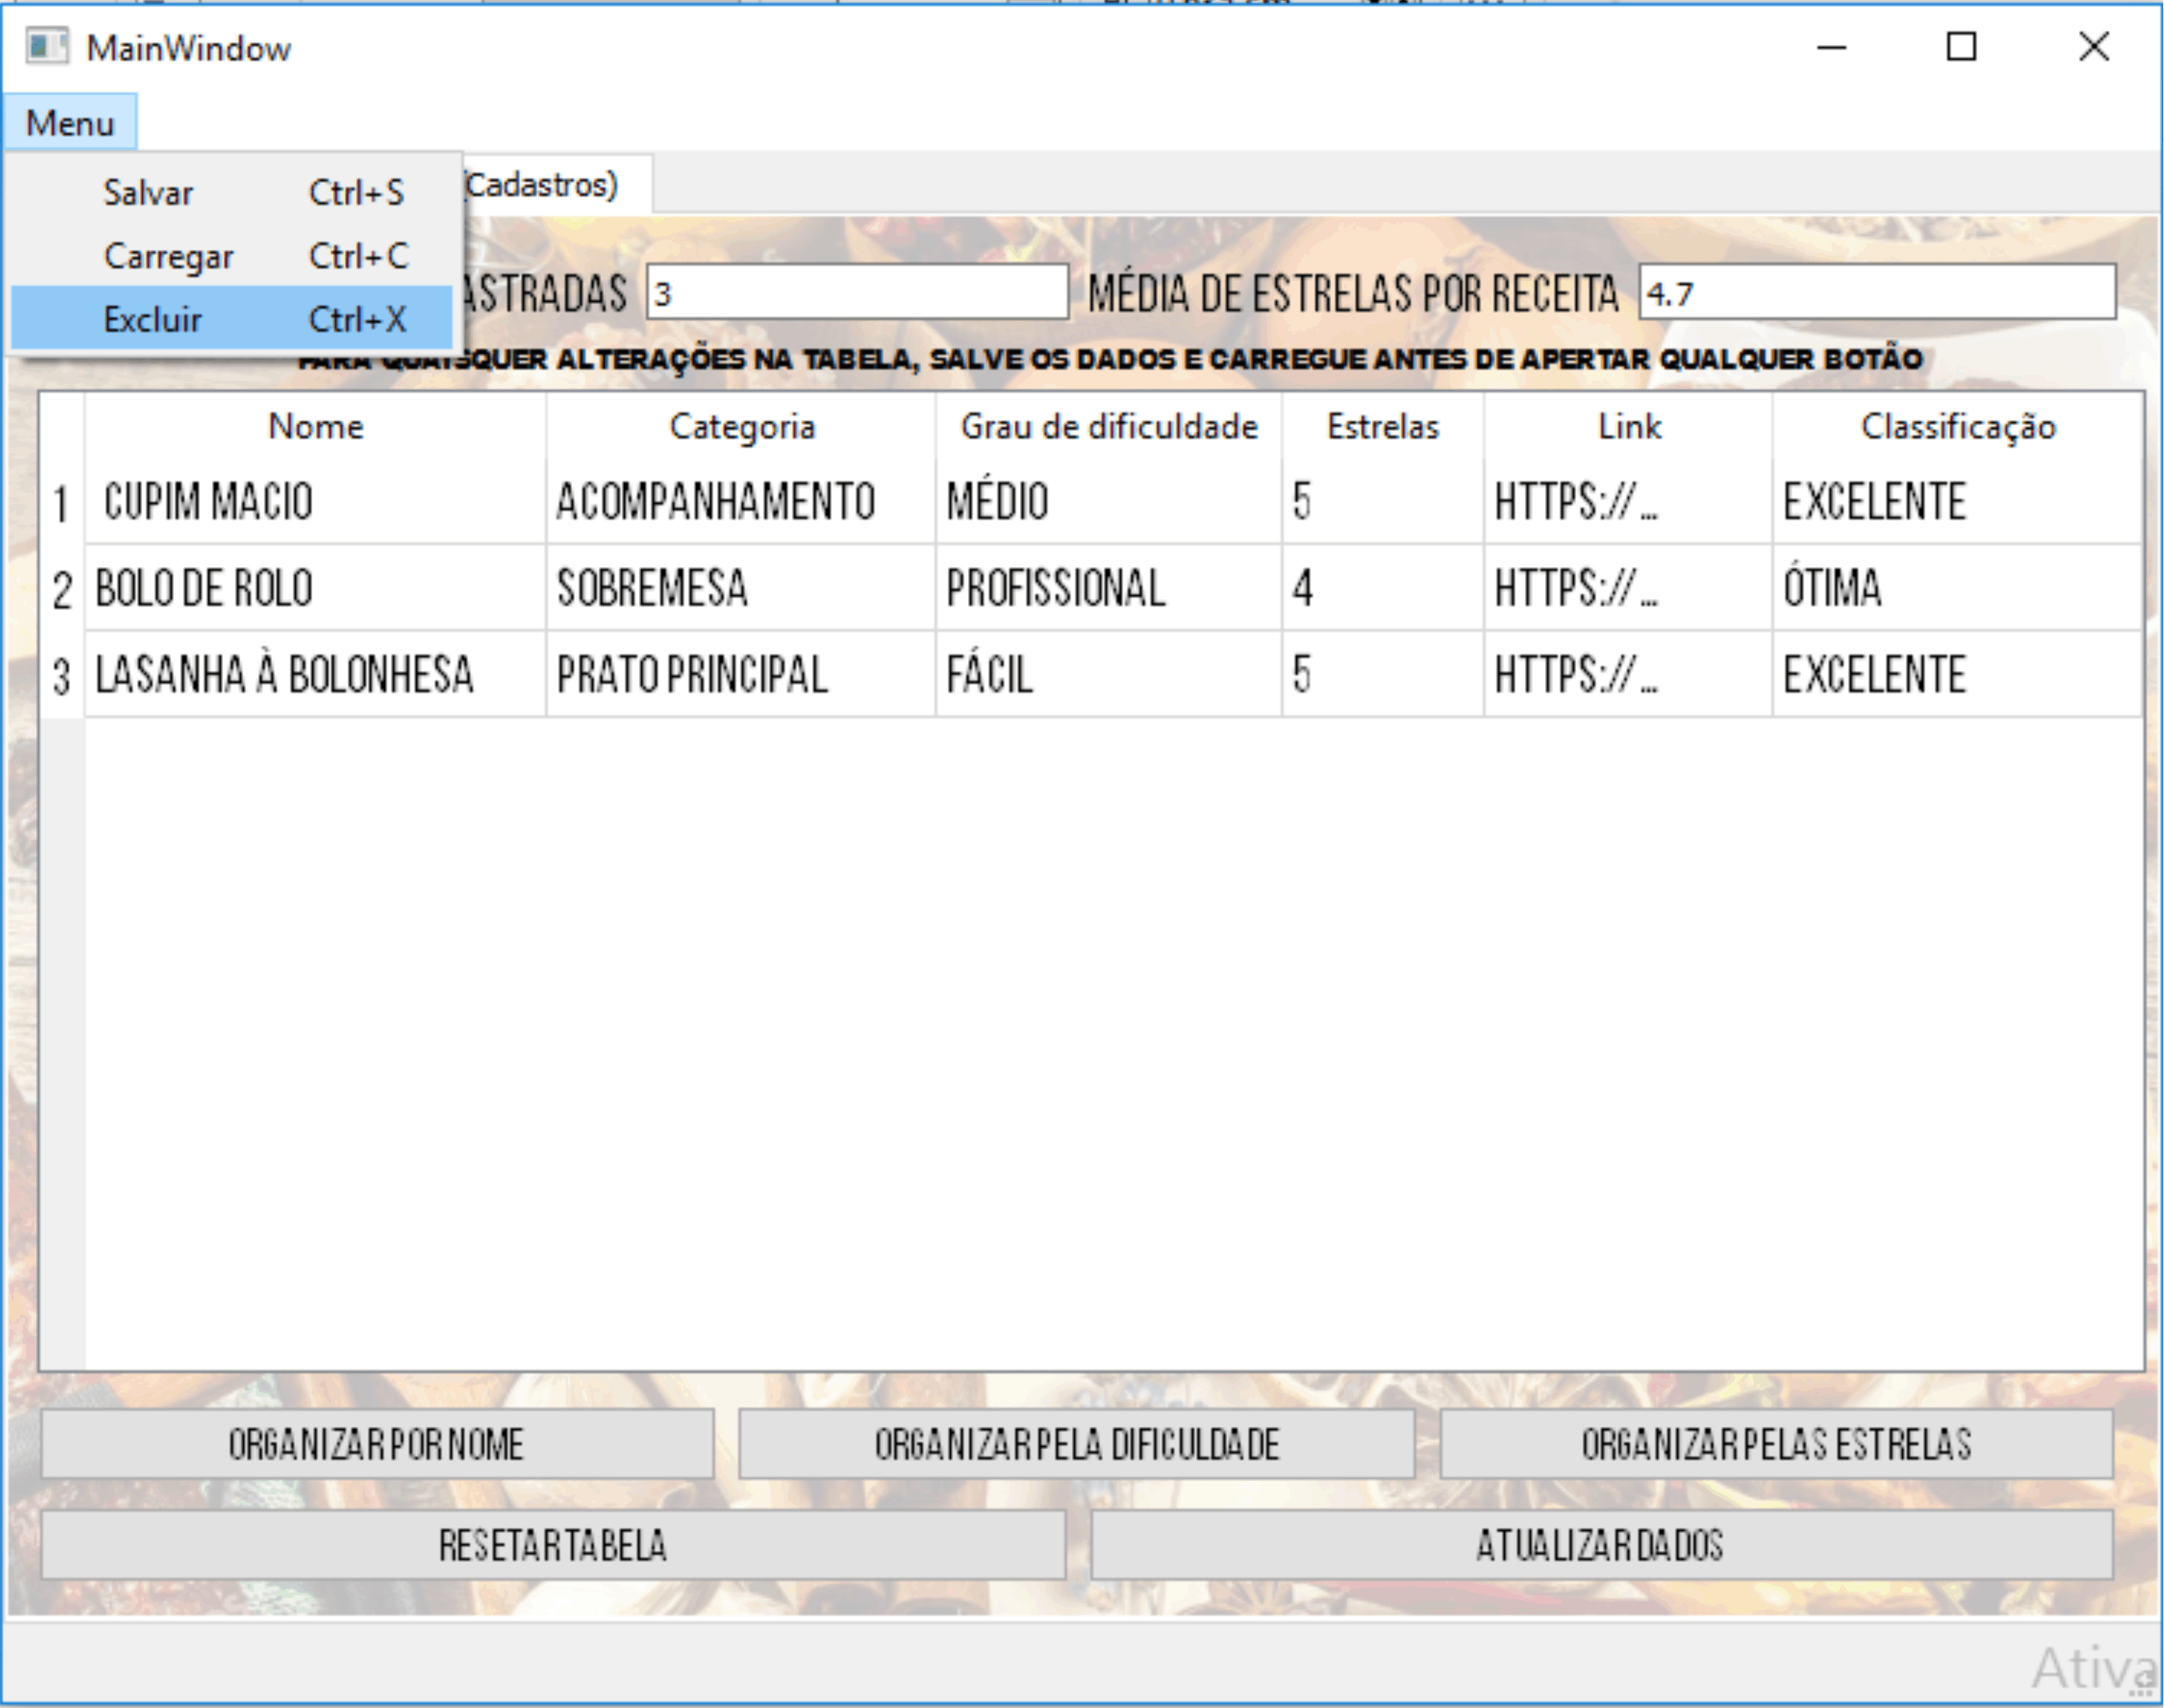 MainWindow
Menu
Salvar Ctrl+S
Carregar Ctrl+C
Excluir Ctrl+X
(Cadastros)
ASTRADAS 3 MÉDIA DE ESTRELAS POR RECEITA 4.7
PARA QUAISQUER ALTERAÇÕES NA TABELA, SALVE OS DADOS E CARREGUE ANTES DE APERTAR QUALQUER BOTÃO
Nome Categoria Grau de dificuldade Estrelas Link Classificação
1 CUPIM MACIO ACOMPANHAMENTO MÉDIO 5 HTTPS:// ... EXCELENTE
2 BOLO DE ROLO SOBREMESA PROFISSIONAL 4 HTTPS:// ... ÓTIMA
3 LASANHA À BOLONHESA PRATO PRINCIPAL FÁCIL 5 HTTPS:// ... EXCELENTE
ORGANIZAR POR NOME ORGANIZAR PELA DIFICULDADE ORGANIZAR PELAS ESTRELAS
RESETAR TABELA ATUALIZAR DADOS
Ativa